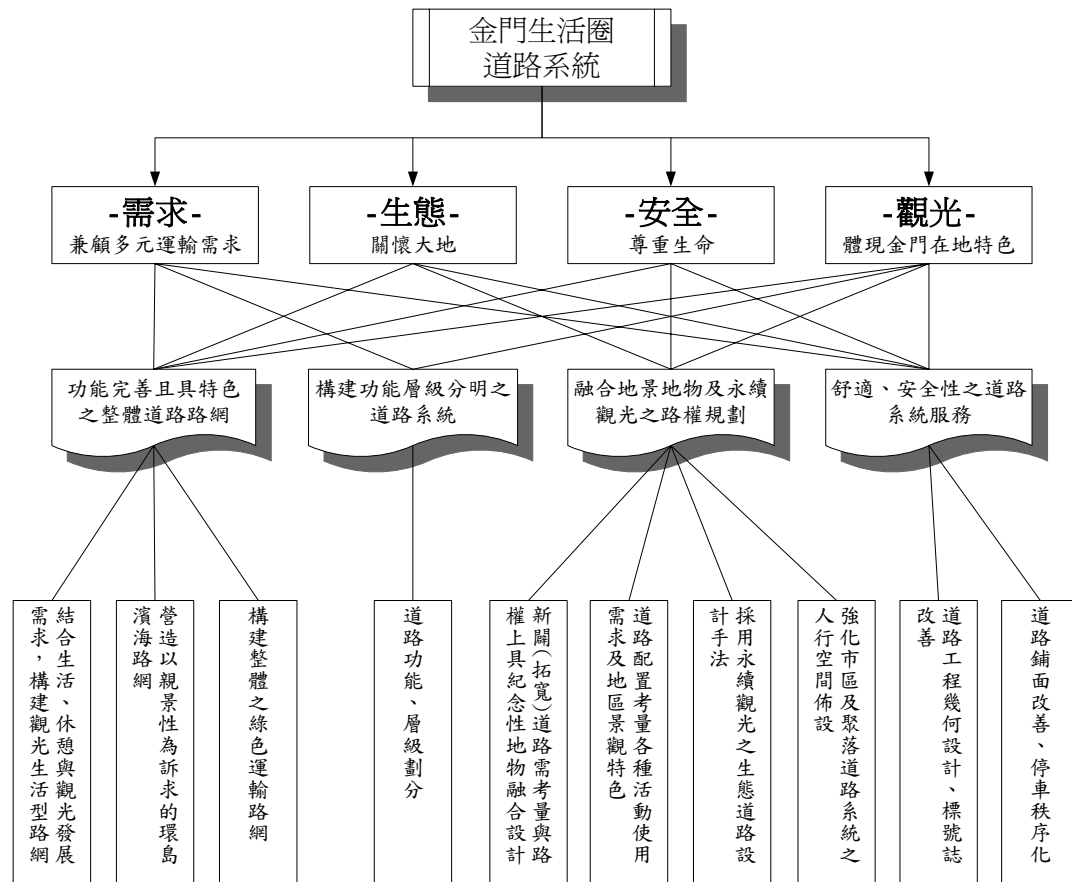 金門生活圈
道路系統
-需求-
兼顧多元運輸需求
-生態-
關懷大地
-安全-
尊重生命
-觀光-
體現金門在地特色
功能完善且具特色
之整體道路路網
構建功能層級分明之
道路系統
融合地景地物及永續
觀光之路權規劃
舒適、安全性之道路
系統服務
結合生活、休憩與觀光發展
需求，構建觀光生活型路網
營造以親景性為訴求的環島
濱海路網
構建整體之綠色運輸路網
道路功能、層級劃分
新闢(拓寬)道路需考量與路
權上具紀念性地物融合設計
道路配置考量各種活動使用
需求及地區景觀特色
採用永續觀光之生態道路設
計手法
強化市區及聚落道路系統之
人行空間佈設
道路工程幾何設計、標號誌
改善
道路鋪面改善、停車秩序化